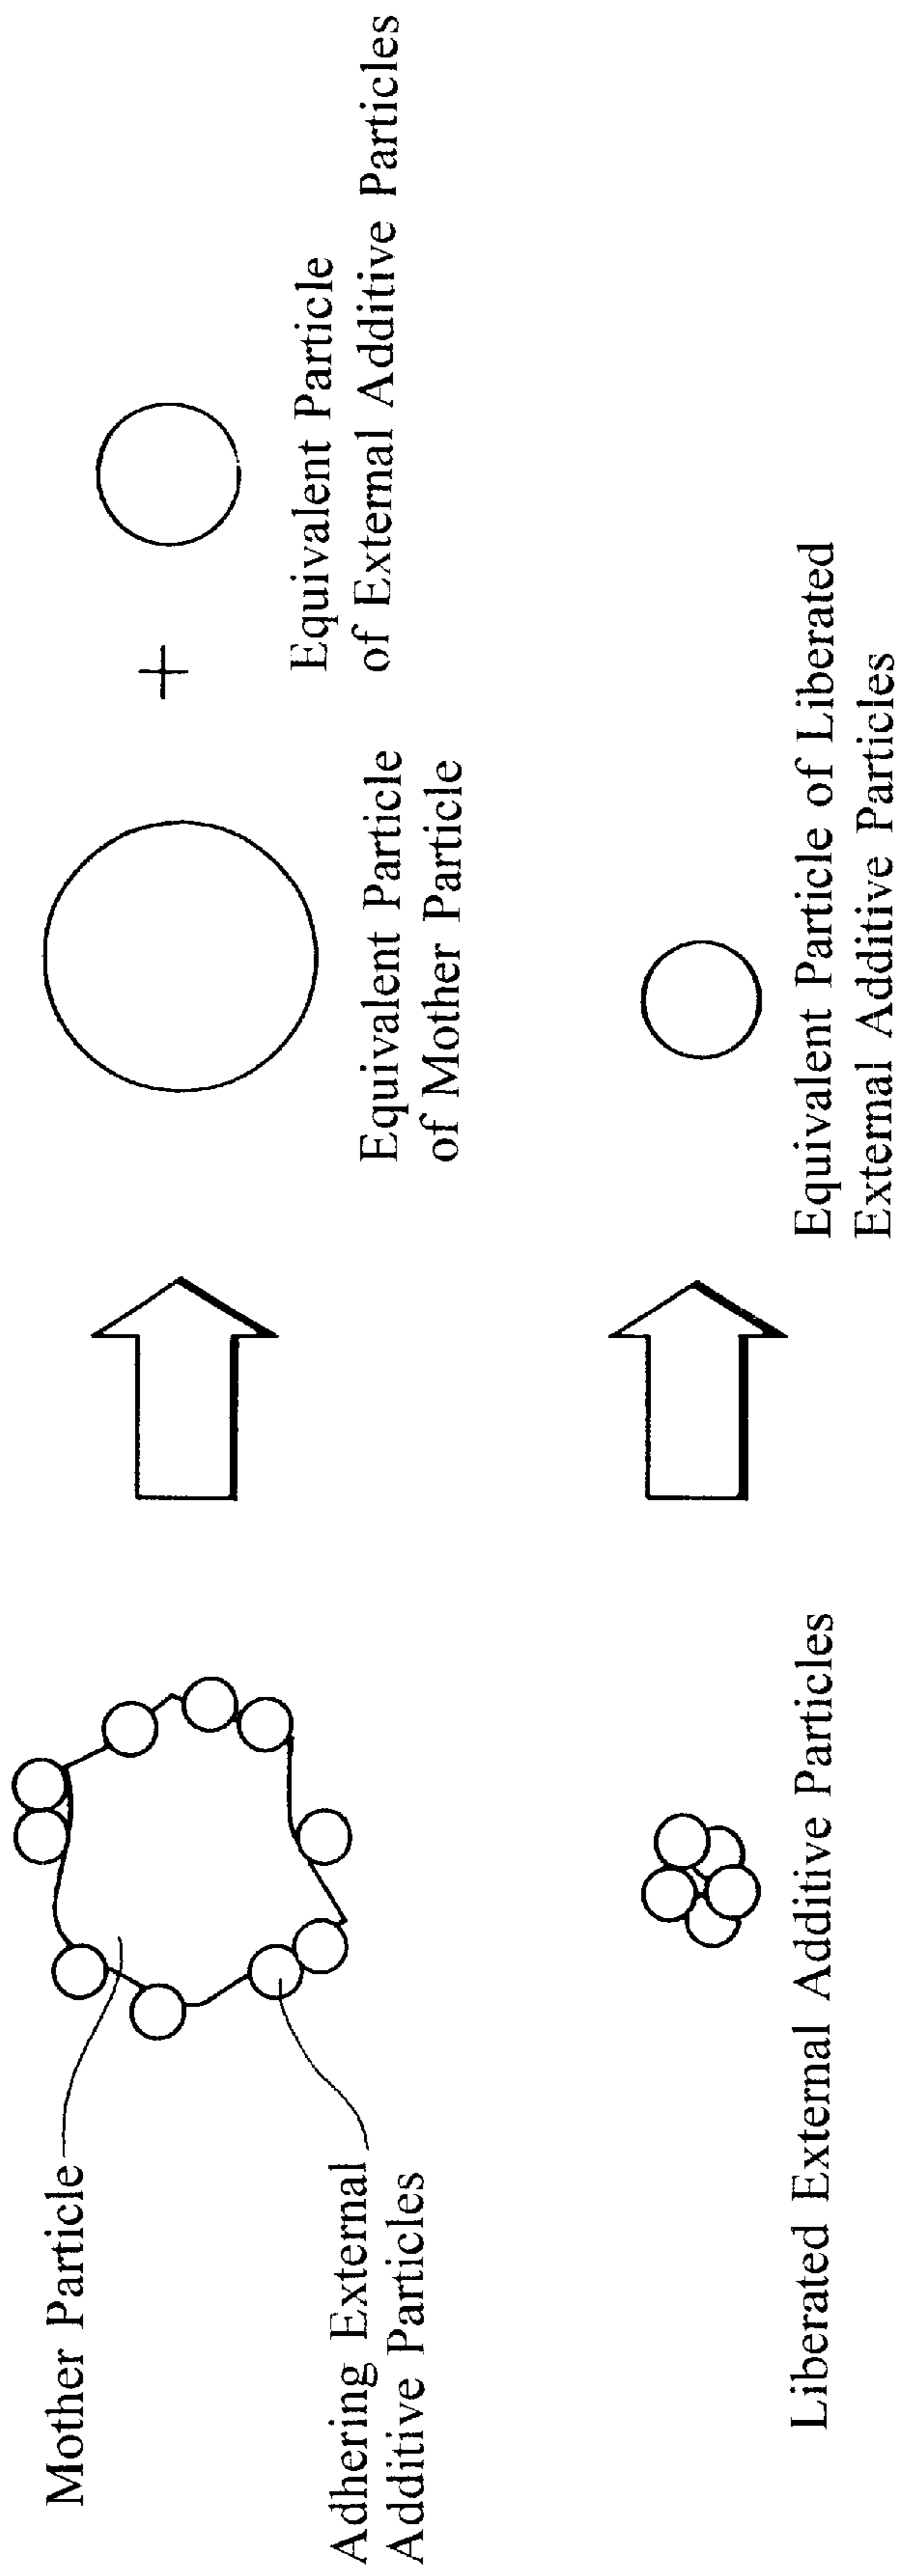 Mother Particle
Adhering External
Additive Particles
Equivalent Particle
of Mother Particle
+
Equivalent Particle
of External Additive Particles
Liberated External Additive Particles
Equivalent Particle of Liberated
External Additive Particles